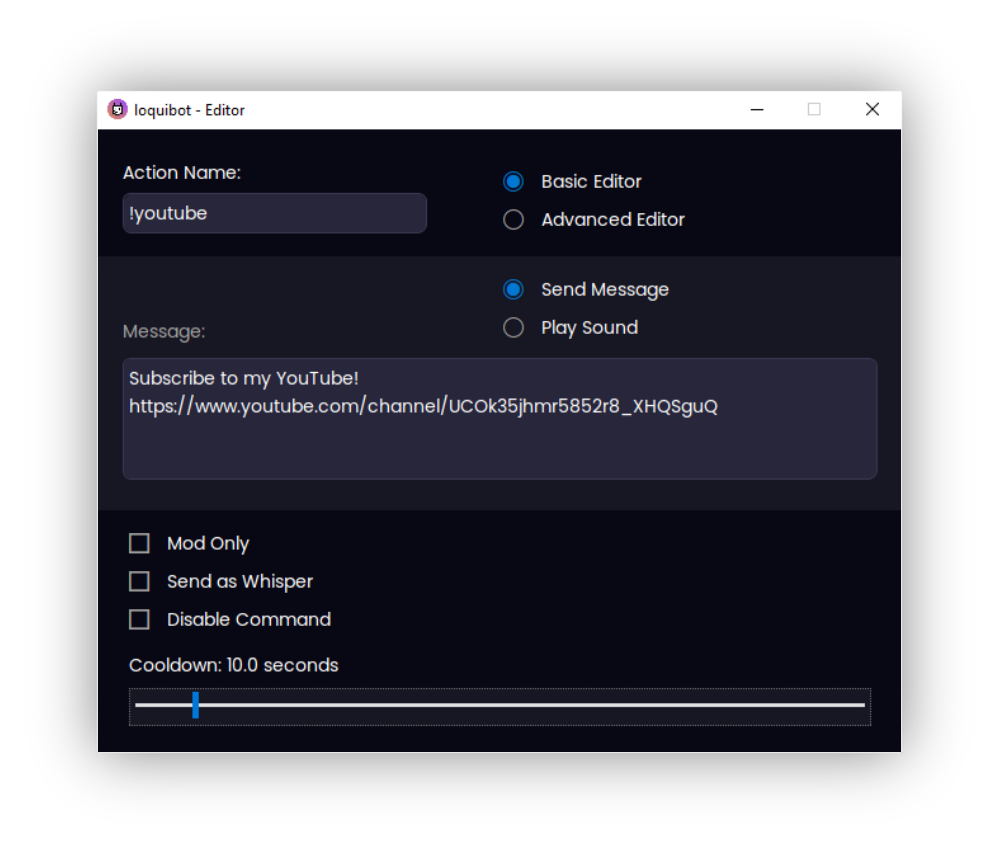 loquibot - Editor
Action Name:
!youtube
Basic Editor
Advanced Editor
Send Message
Play Sound
Message:
Subscribe to my YouTube!
https://www.youtube.com/channel/UCOk35jhmr5852r8_XHQSguQ
Mod Only
Send as Whisper
Disable Command
Cooldown: 10.0 seconds